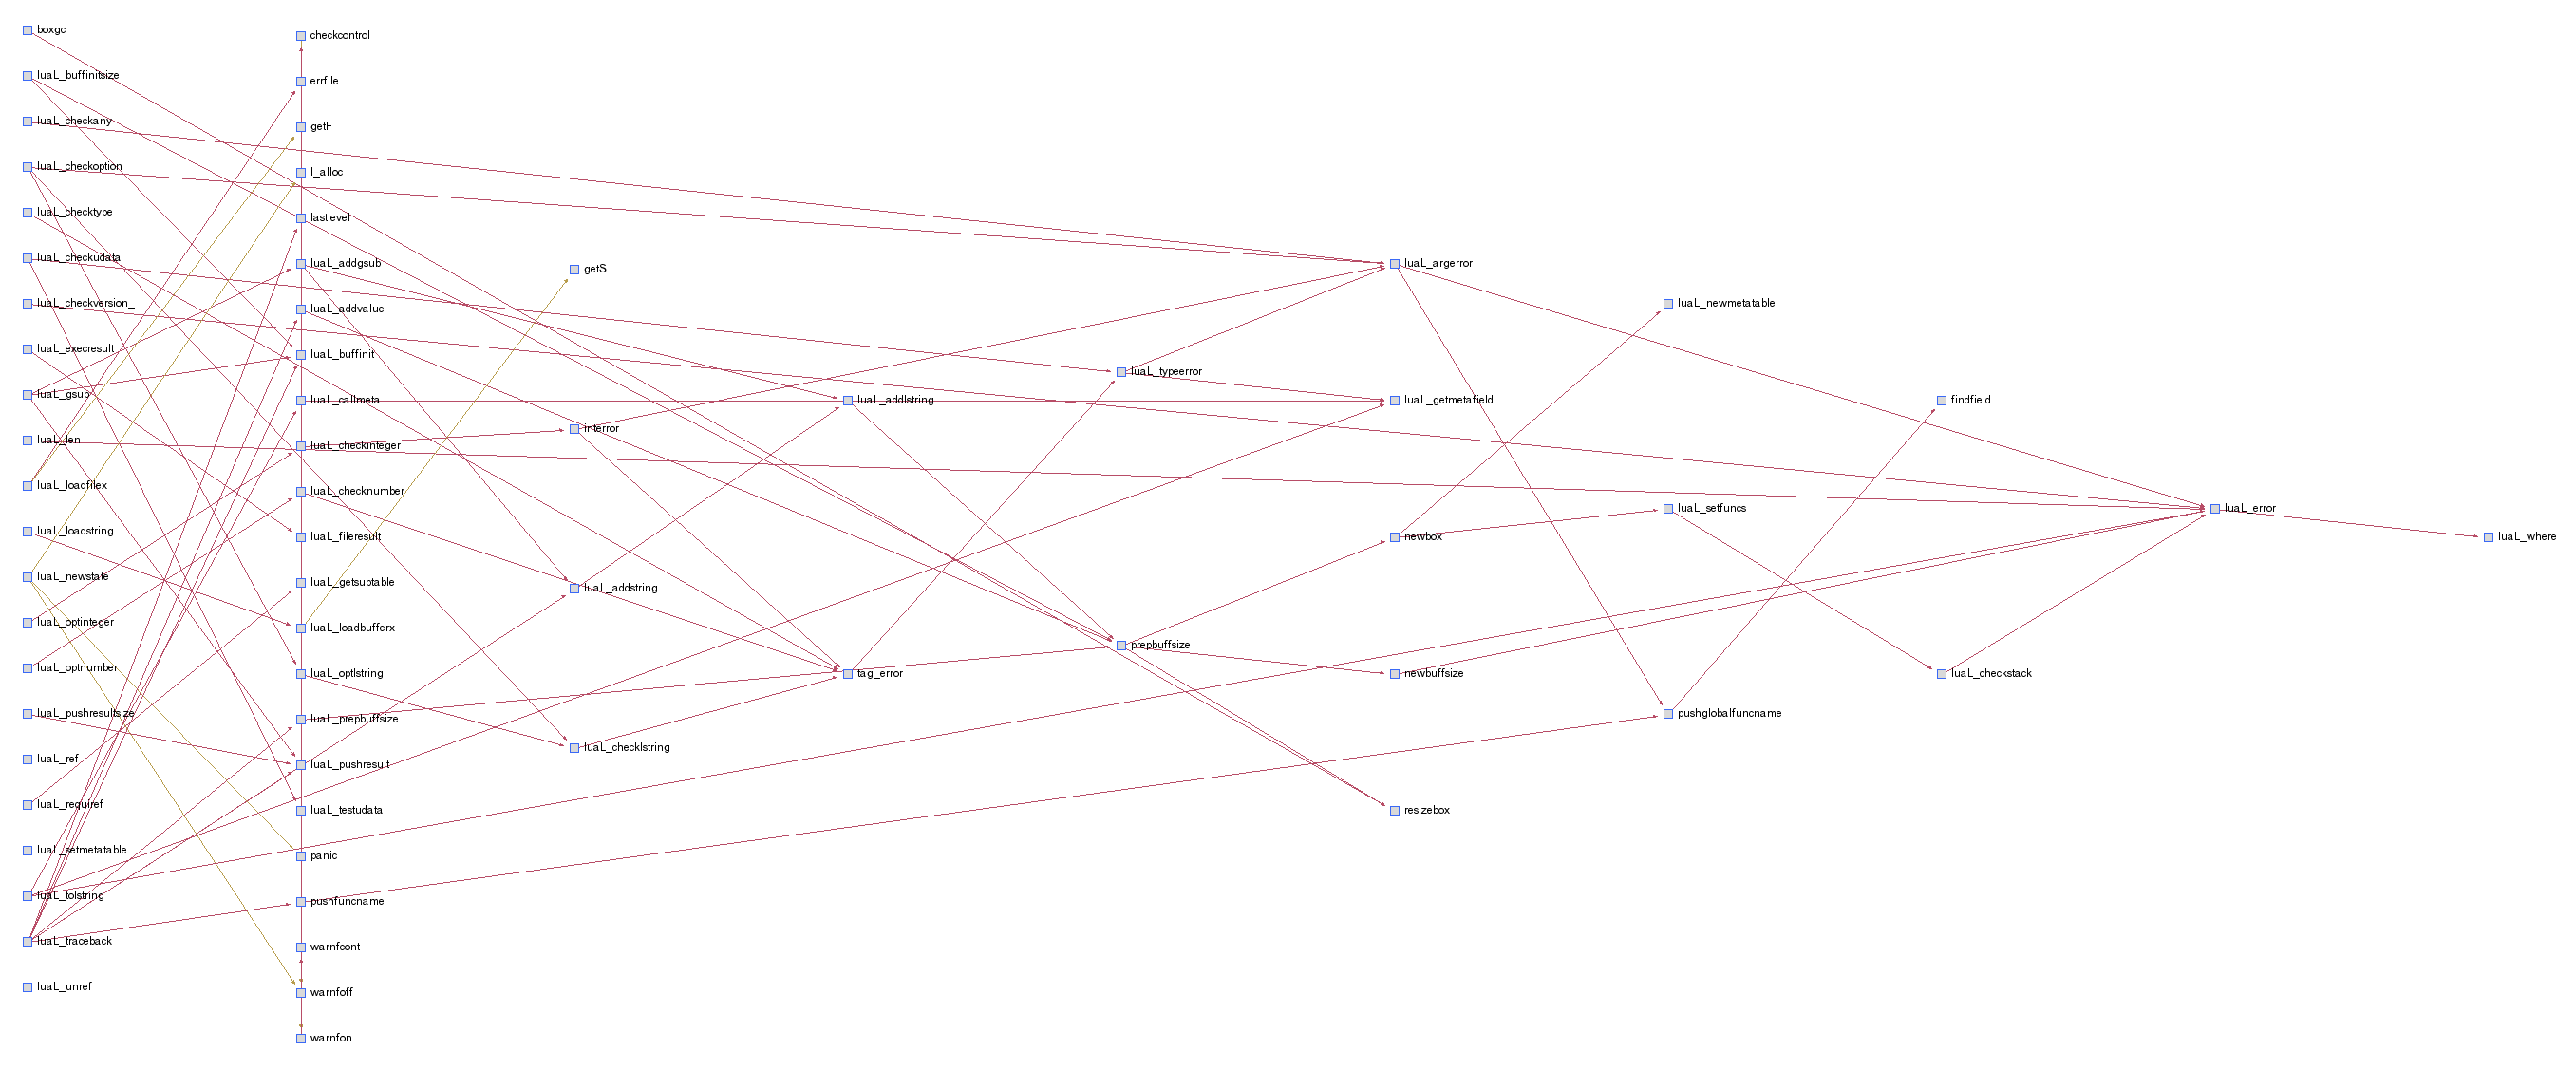 boxgc
luaL_buffinitsize
luaL_checkany
luaL_checkoption
luaL_checktype
luaL_checkudata
luaL_checkversion_
luaL_execresult
luaL_gsub
luaL_len
luaL_loadfilex
luaL_loadstring
luaL_newstate
luaL_optinteger
luaL_optnumber
luaL_pushresultsize
luaL_ref
luaL_requiref
luaL_setmetatable
luaL_tolstring
luaL_traceback
luaL_unref
checkcontrol
errfile
getF
l_alloc
lastlevel
luaL_addgsub
luaL_addvalue
luaL_buffinit
luaL_callmeta
luaL_checkinteger
luaL_checknumber
luaL_fileresult
luaL_getsubtable
luaL_loadbufferx
luaL_optlstring
luaL_prepbuffsize
luaL_pushresult
luaL_testudata
panic
pushfuncname
warnfcont
warnfoff
warnfon
getS
interror
luaL_addstring
luaL_checklstring
luaL_addlstring
tag_error
luaL_typeerror
prepbuffsize
luaL_argerror
luaL_getmetafield
newbox
newbuffsize
resizebox
luaL_newmetatable
luaL_setfuncs
pushglobalfuncname
findfield
luaL_checkstack
luaL_error
luaL_where